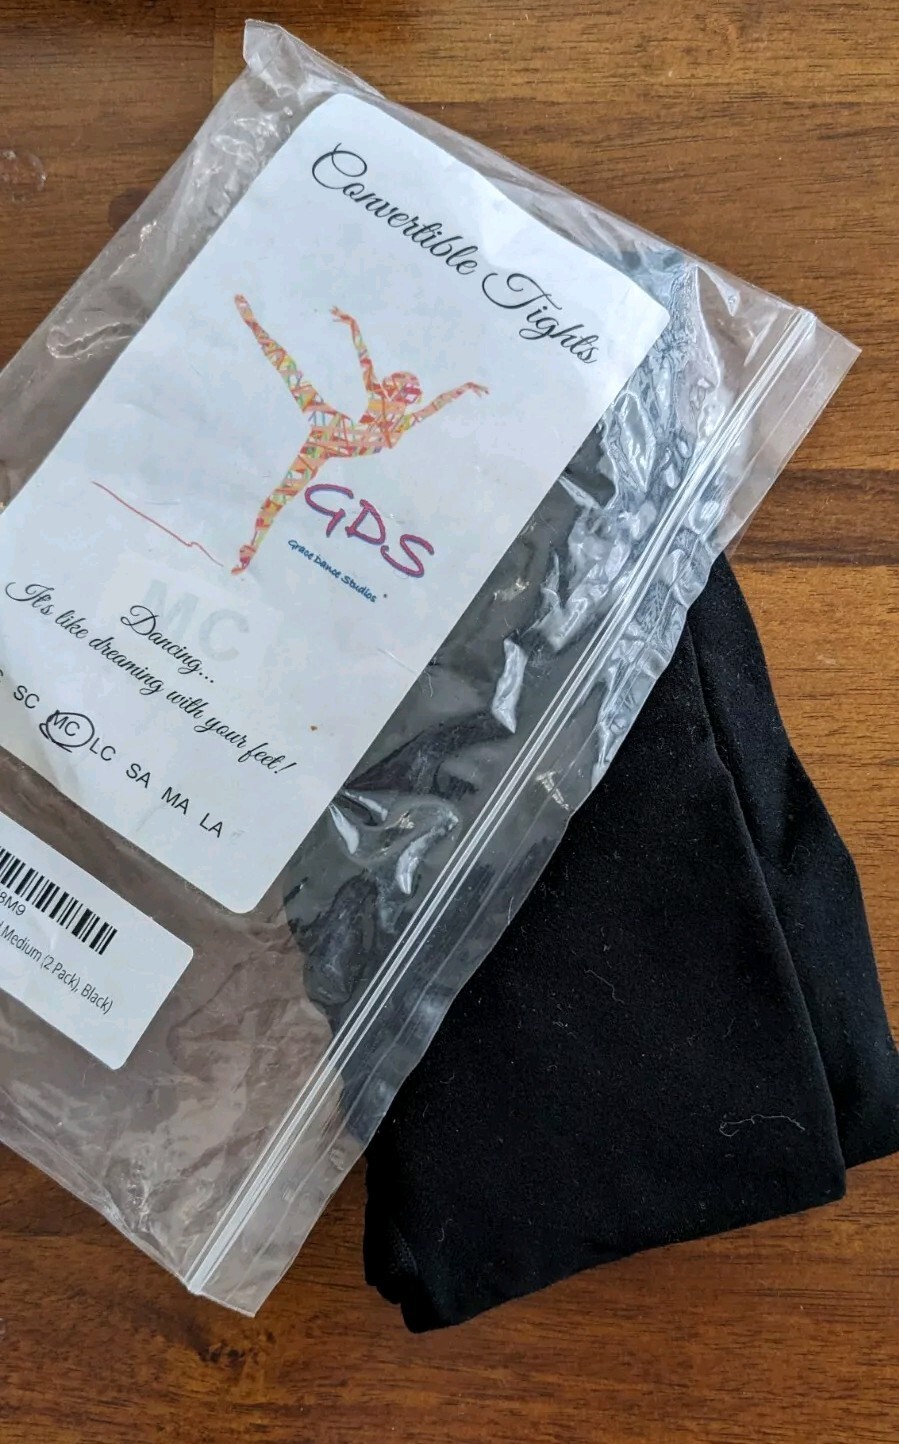 Convertible Tights
GDS
Grace Dance Studios
MC
Dancing...
It's like dreaming with your feet!
SC MC LC SA MA LA
8M9
Medium (2 Pack), Black)